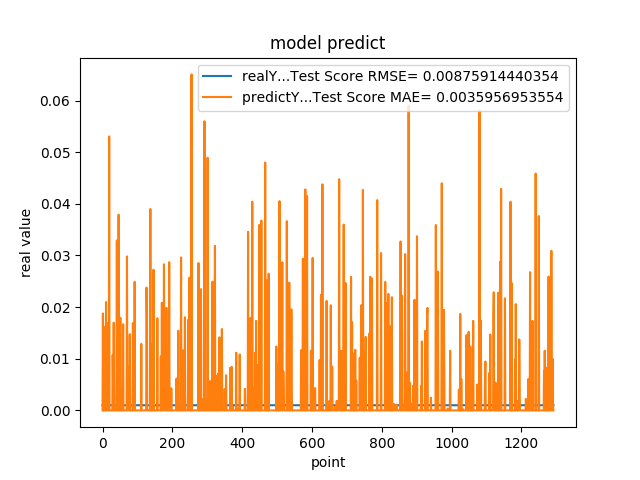 model predict
realY...Test Score RMSE= 0.00875914440354
predictY...Test Score MAE= 0.0035956953554
real value
0.06
0.05
0.04
0.03
0.02
0.01
0.00
0 200 400 600 800 1000 1200
point